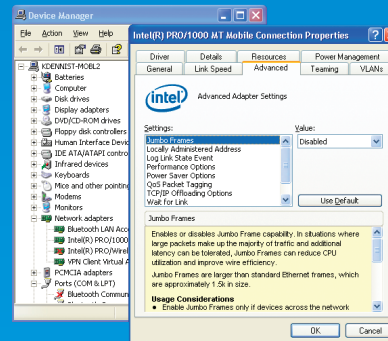 Device Manager
File Action View Help
KDENNIST-MOBL2
Batteries
Computer
Disk drives
Display adapters
DVD/CD-ROM drives
Floppy disk controllers
Human Interface Devic
IDE ATA/ATAPI contro
Infrared devices
Keyboards
Mice and other pointing
Modems
Monitors
Network adapters
Bluetooth LAN Acc
Intel(R) PRO/1000
Intel(R) PRO/Wirel
VPN Client Virtual A
PCMCIA adapters
Ports (COM & LPT)
Bluetooth Commun
Intel(R) PRO/1000 MT Mobile Connection Properties
Driver Details Resources Power Management
General Link Speed Advanced Teaming VLANs
intel Advanced Adapter Settings
Settings: Value:
Jumbo Frames Disabled
Locally Administered Address
Log Link State Event
Performance Options
Power Saver Options
QoS Packet Tagging
TCP/IP Offloading Options
Wait for Link Use Default
Jumbo Frames
Enables or disables Jumbo Frame capability. In situations where
large packets make up the majority of traffic and additional
latency can be tolerated, Jumbo Frames can reduce CPU
utilization and improve wire efficiency.
Jumbo Frames are larger than standard Ethernet frames, which
are approximately 1.5k in size.
Usage Considerations
• Enable Jumbo Frames only if devices across the network
OK Cancel